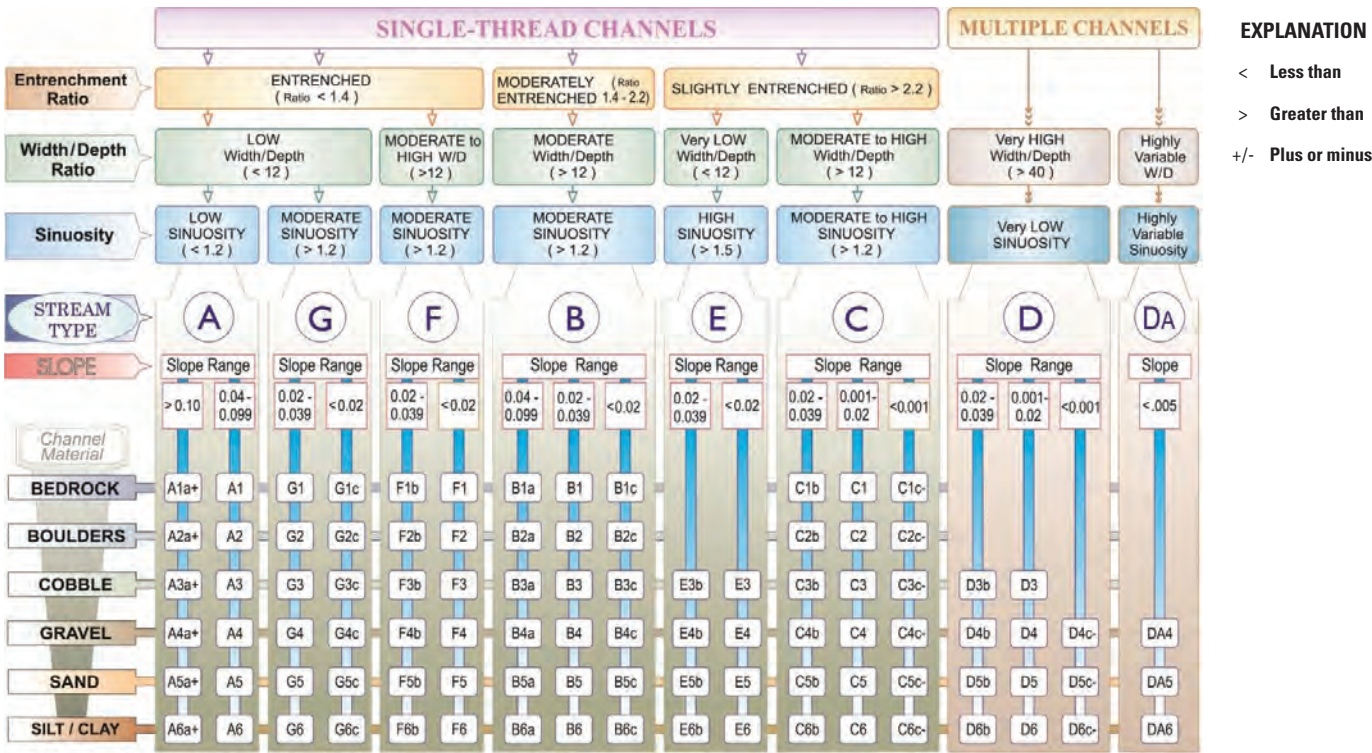 SINGLE-THREAD CHANNELS MULTIPLE CHANNELS EXPLANATION
< Less than
> Greater than
+/- Plus or minus
Entrenchment
Ratio
ENTRENCHED
( Ratio < 1.4 )
MODERATELY ( Ratio
ENTRENCHED 1.4 - 2.2)
SLIGHTLY ENTRENCHED ( Ratio > 2.2 )
Width/Depth
Ratio
LOW
Width/Depth
( < 12 )
MODERATE to
HIGH W/D
( >12 )
MODERATE
Width/Depth
( > 12 )
Very LOW
Width/Depth
( < 12 )
MODERATE to HIGH
Width/Depth
( > 12 )
Very HIGH
Width/Depth
( > 40 )
Highly
Variable
W/D
Sinuosity
LOW
SINUOSITY
( < 1.2 )
MODERATE
SINUOSITY
( > 1.2 )
MODERATE
SINUOSITY
( > 1.2 )
MODERATE
SINUOSITY
( > 1.2 )
HIGH
SINUOSITY
( > 1.5 )
MODERATE to HIGH
SINUOSITY
( > 1.2 )
Very LOW
SINUOSITY
Highly
Variable
Sinuosity
STREAM
TYPE
A G F B E C D DA
SLOPE
Slope Range Slope Range Slope Range Slope Range Slope Range Slope Range Slope Range Slope
> 0.10
0.04 -
0.099
0.02 -
0.039
<0.02
0.02 -
0.039
<0.02
0.04 -
0.099
0.02 -
0.039
<0.02
0.02 -
0.039
<0.02
0.02 -
0.039
0.001-
0.02
<0.001
0.02 -
0.039
0.001-
0.02
<0.001
<.005
Channel
Material
BEDROCK A1a+ A1 G1 G1c F1b F1 B1a B1 B1c C1b C1 C1c-
BOULDERS A2a+ A2 G2 G2c F2b F2 B2a B2 B2c C2b C2 C2c-
COBBLE A3a+ A3 G3 G3c F3b F3 B3a B3 B3c E3b E3 C3b C3 C3c- D3b D3
GRAVEL A4a+ A4 G4 G4c F4b F4 B4a B4 B4c E4b E4 C4b C4 C4c- D4b D4 D4c- DA4
SAND A5a+ A5 G5 G5c F5b F5 B5a B5 B5c E5b E5 C5b C5 C5c- D5b D5 D5c- DA5
SILT / CLAY A6a+ A6 G6 G6c F6b F6 B6a B6 B6c E6b E6 C6b C6 C6c- D6b D6 D6c- DA6